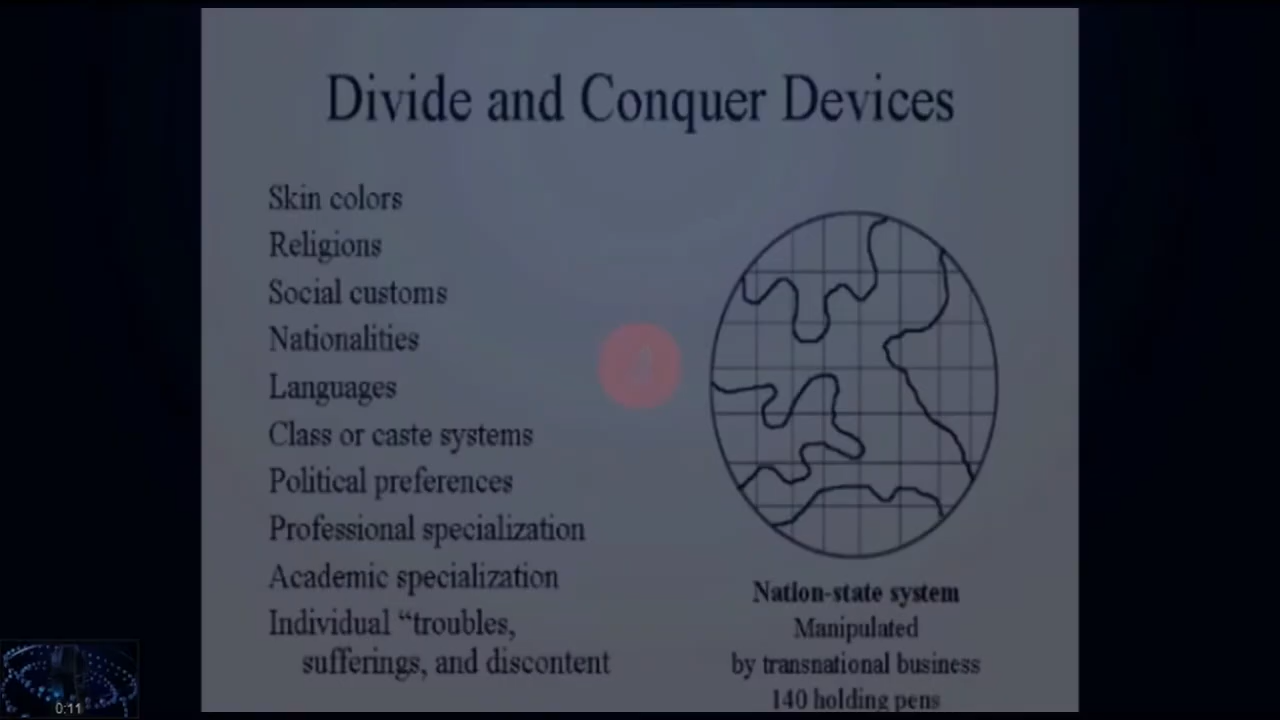 Divide and Conquer Devices
Skin colors
Religions
Social customs
Nationalities
Languages
Class or caste systems
Political preferences
Professional specialization
Academic specialization
Individual “troubles,
sufferings, and discontent
Nation-state system
Manipulated
by transnational business
140 holding pens
0:11